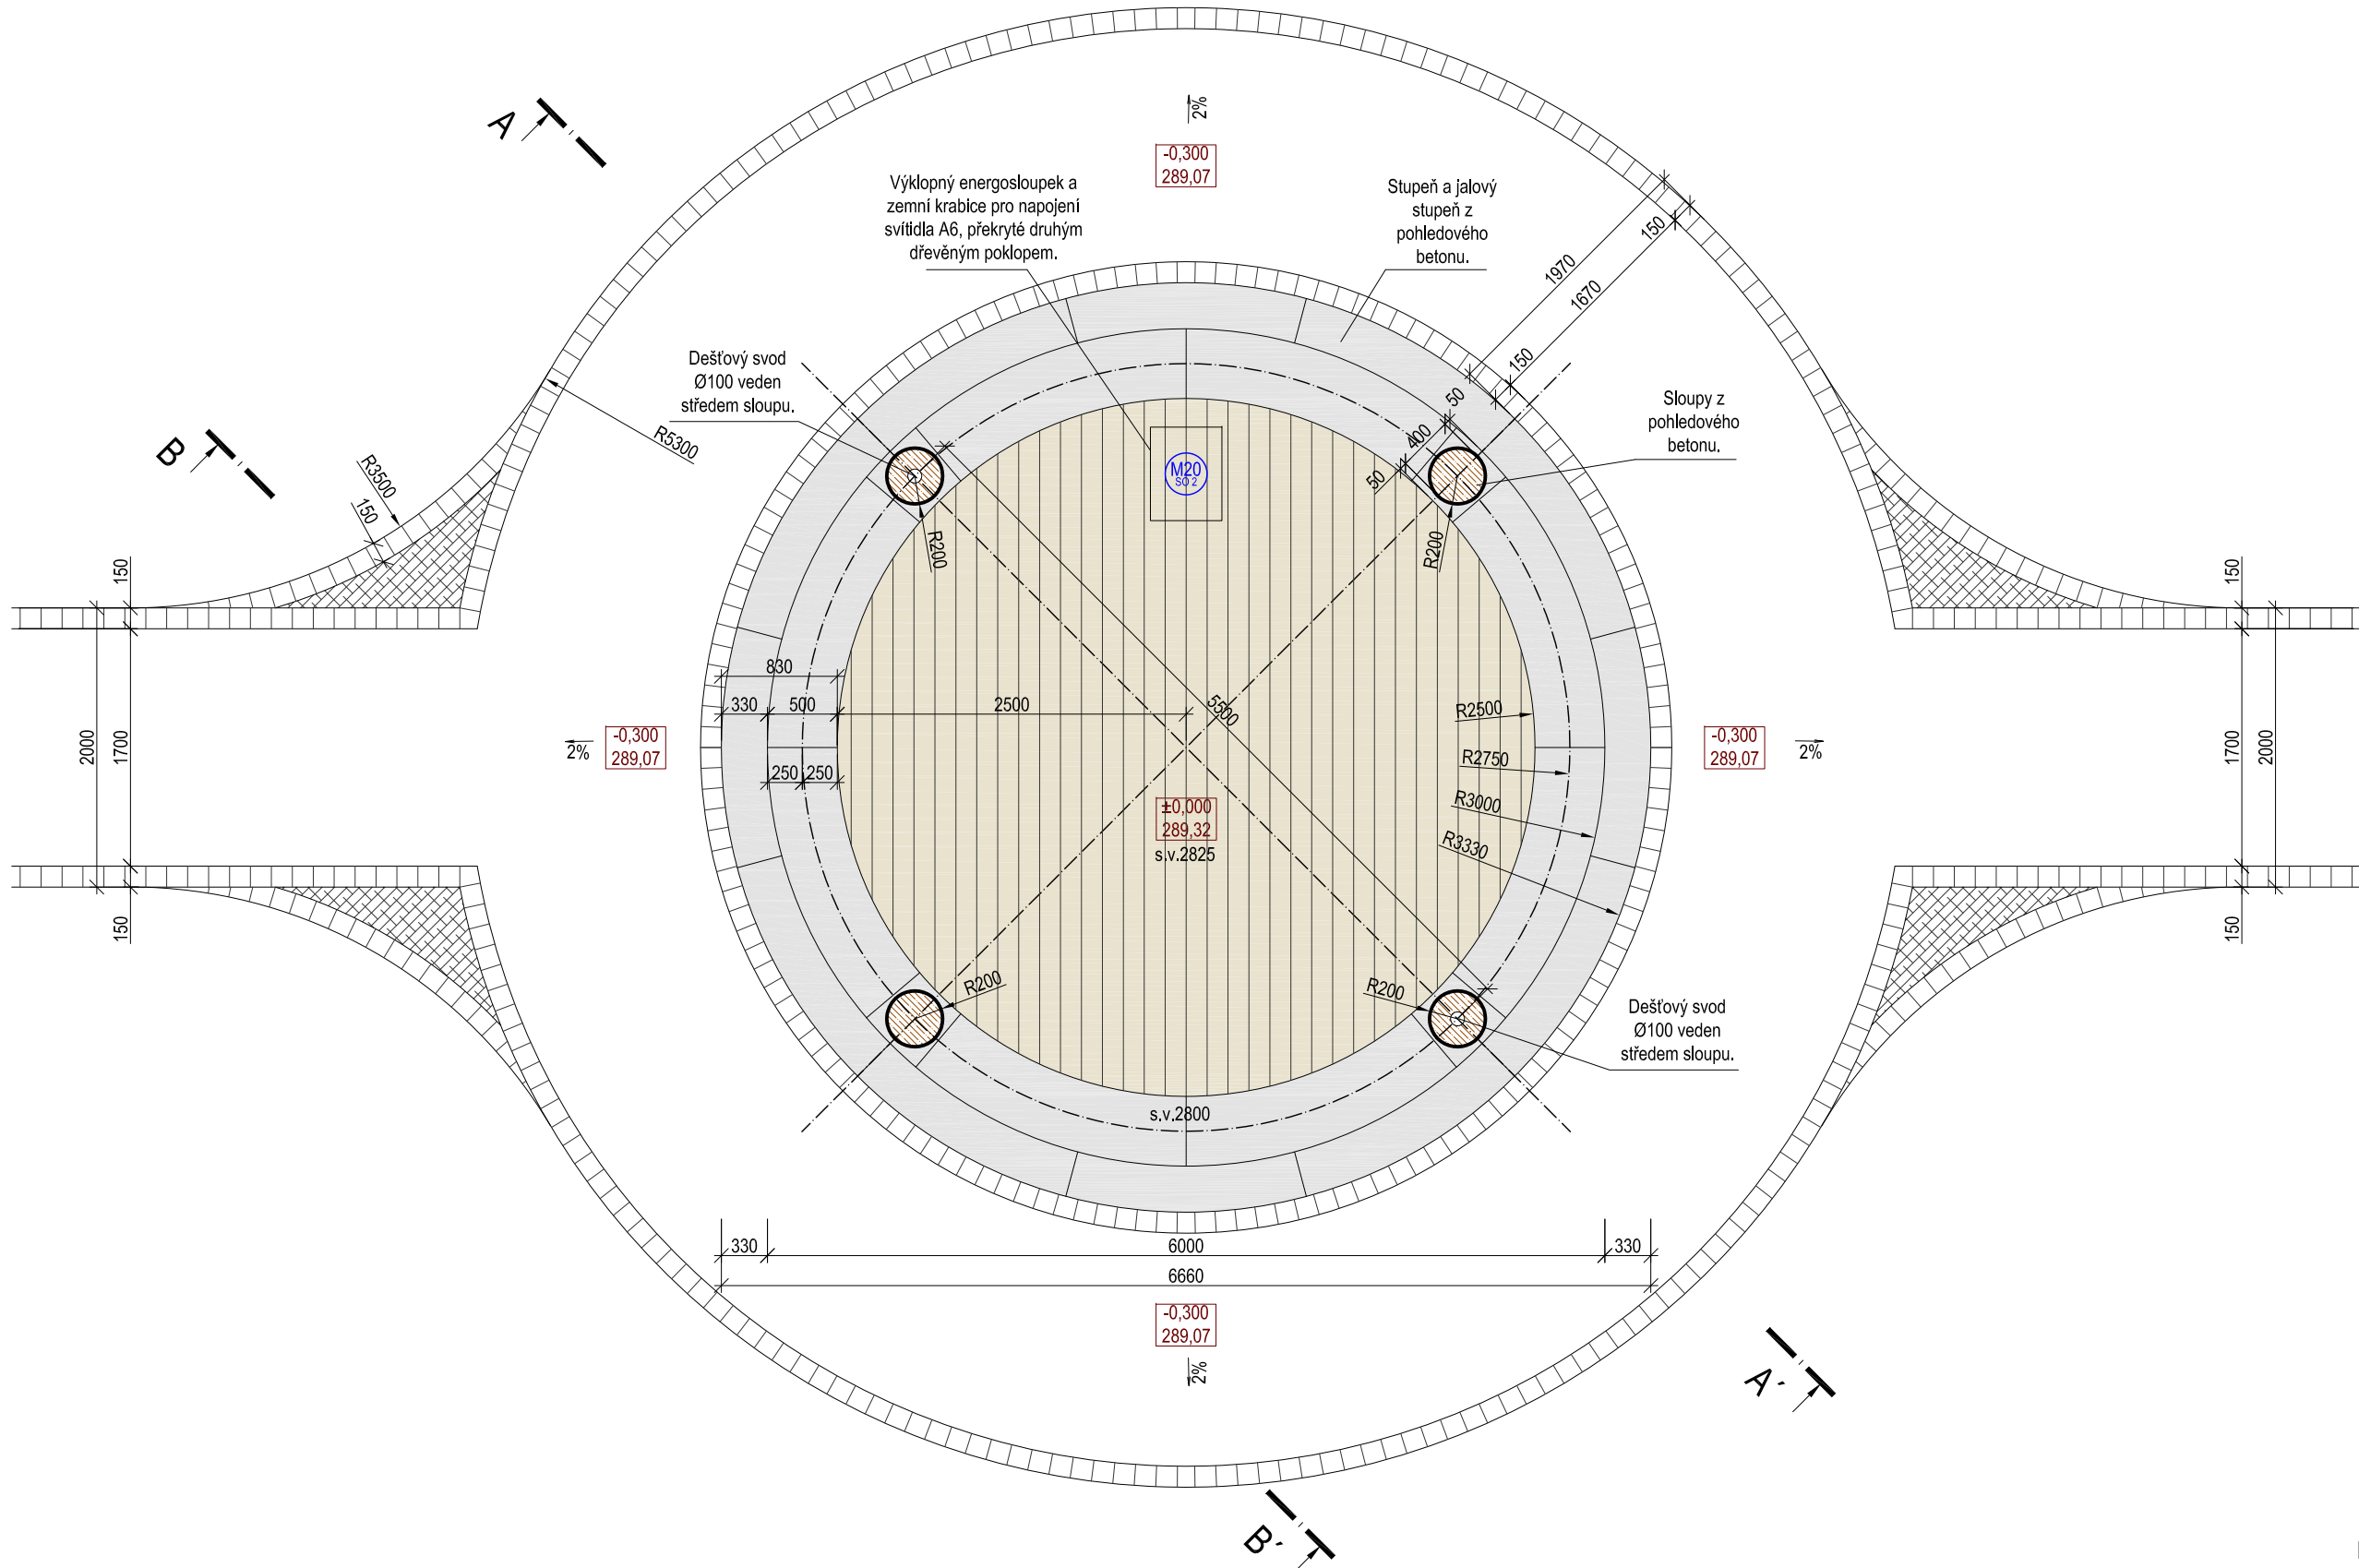 A
2%
-0,300
289,07
Výklopný energosloupek a
zemní krabice pro napojení
svítidla A6, překryté druhým
dřevěným poklopem.
Stupeň a jalový
stupeň z
pohledového
betonu.
150
1970
1670
150
50
400
50
Dešťový svod
Ø100 veden
středem sloupu.
Sloupy z
pohledového
betonu.
B
R5300
R3500
150
M20
SO 2
R200
R200
150
2000
1700
150
830
330
500
2500
5500
250
250
2%
-0,300
289,07
R2500
R2750
R3000
R3330
±0,000
289,32
s.v.2825
-0,300
289,07
2%
150
1700
2000
150
R200
R200
Dešťový svod
Ø100 veden
středem sloupu.
s.v.2800
330
6000
330
6660
-0,300
289,07
2%
A´
B´